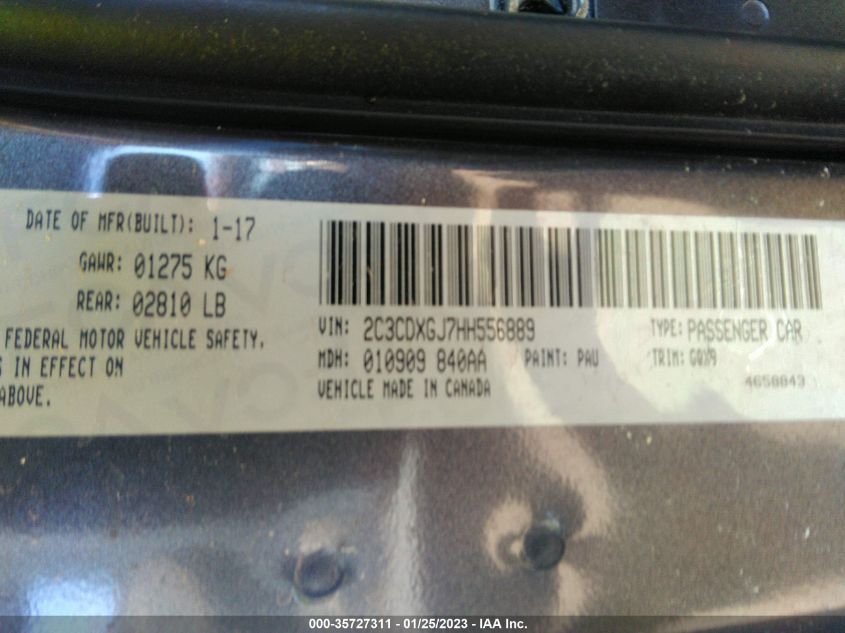 DATE OF MFR(BUILT): 1-17
GAWR: 01275 KG
REAR: 02810 LB
FEDERAL MOTOR VEHICLE SAFETY.
IN EFFECT ON
ABOVE.
VIN: 2C3CDXGJ7HH556889
TYPE: PASSENGER CAR
MDH: 010909 840AA
PAINT: PAU
TRIM: GQX9
VEHICLE MADE IN CANADA
4658843
000-35727311 - 01/25/2023 - IAA Inc.